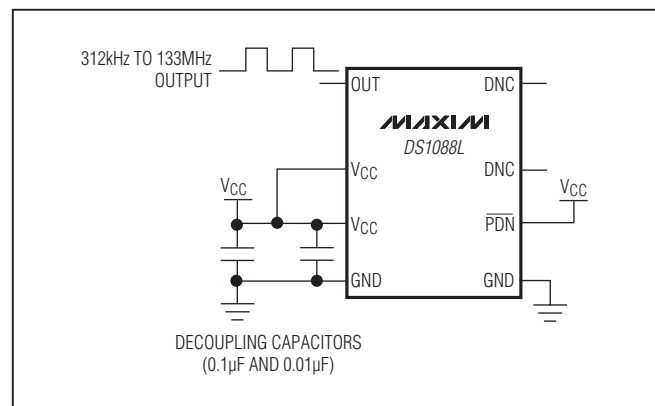 312kHz TO 133MHz
OUTPUT
OUT
DNC
MAXIM
DS1088L
VCC
DNC
VCC
VCC
VCC
PDN
GND
GND
DECOUPLING CAPACITORS
(0.1µF AND 0.01µF)